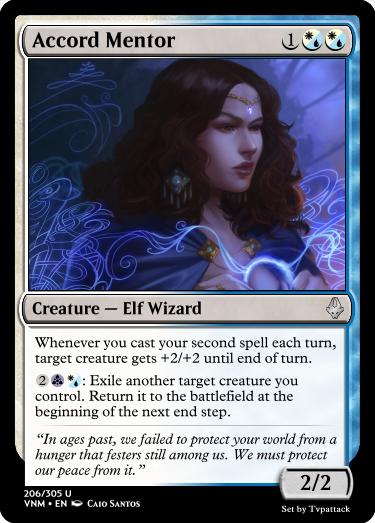 Accord Mentor 1
Creature — Elf Wizard
Whenever you cast your second spell each turn,
target creature gets +2/+2 until end of turn.
2 : Exile another target creature you
control. Return it to the battlefield at the
beginning of the next end step.
“In ages past, we failed to protect your world from a
hunger that festers still among us. We must protect
our peace from it.”
2/2
206/305 U
VNM • EN Caio Santos
Set by Tvpattack